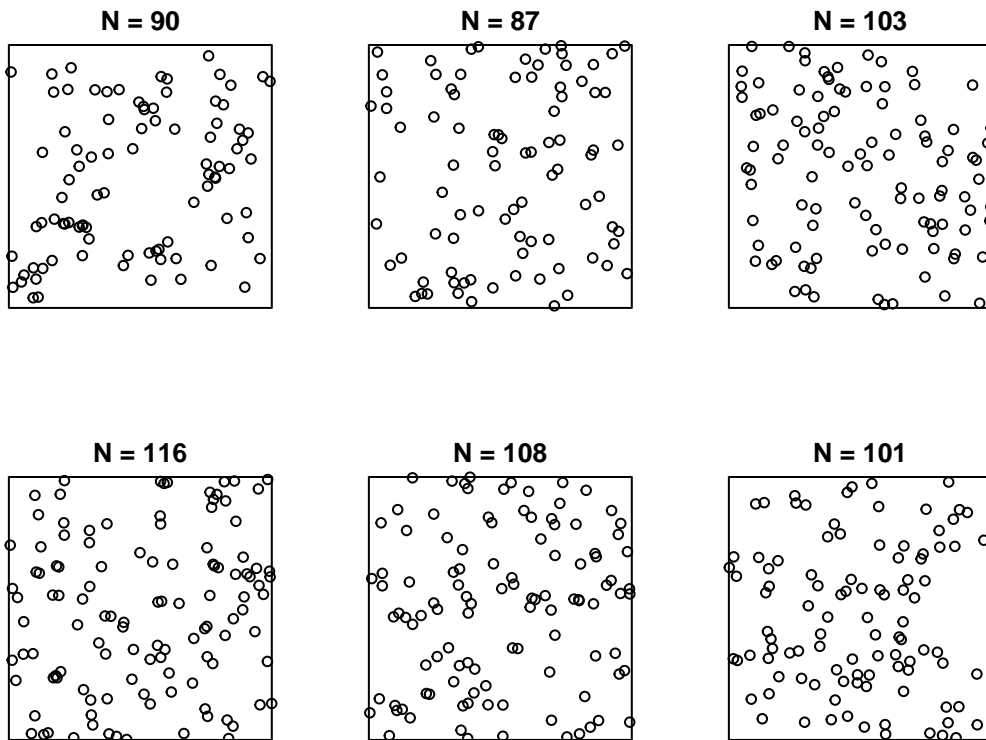 N = 90
N = 87
N = 103
N = 116
N = 108
N = 101